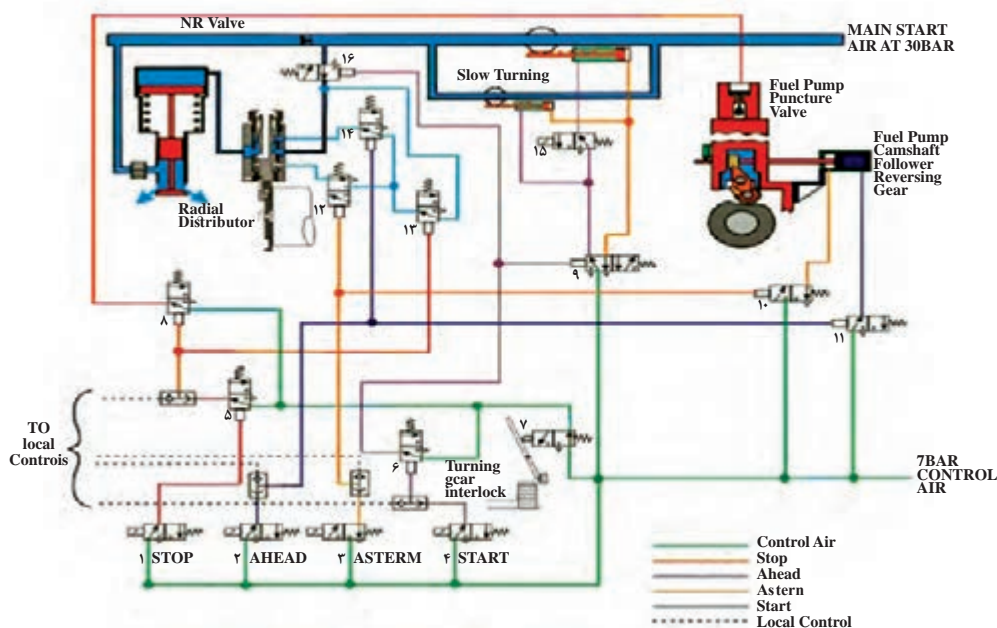 NR Valve
MAIN START
AIR AT 30BAR
۱۶
Slow Turning
Fuel Pump
Puncture
Valve
Fuel Pump
Camshaft
Follower
Reversing
Gear
۱۴
۱۵
Radial
Distributor
۱۲
۱۳
۹
۱۰
۸
۱۱
۵
۷
TO
local
Controis
۶
Turning
gcar
interlock
7BAR
CONTROL
AIR
۱ STOP
۲ AHEAD
۳ ASTERM
۴ START
Control Air
Stop
Ahead
Astern
Start
Local Control